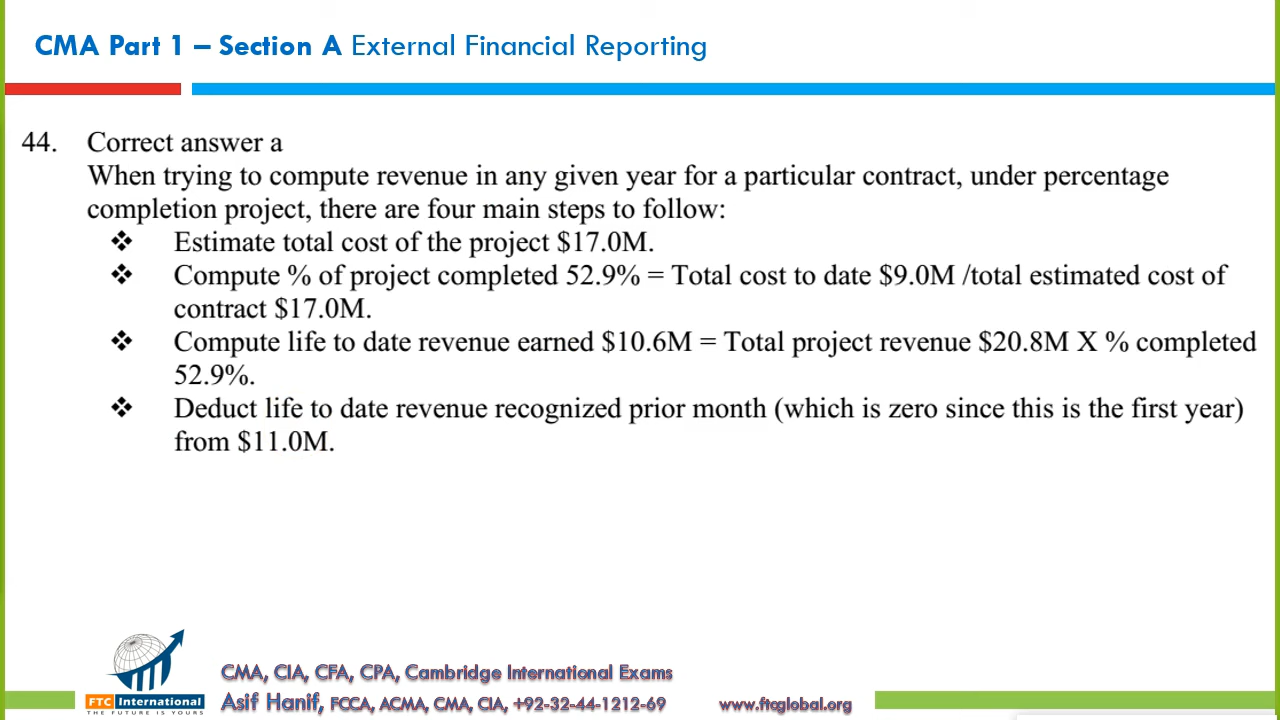 CMA Part 1 – Section A External Financial Reporting
44. Correct answer a
When trying to compute revenue in any given year for a particular contract, under percentage
completion project, there are four main steps to follow:
❖ Estimate total cost of the project $17.0M.
❖ Compute % of project completed 52.9% = Total cost to date $9.0M /total estimated cost of
contract $17.0M.
❖ Compute life to date revenue earned $10.6M = Total project revenue $20.8M X % completed
52.9%.
❖ Deduct life to date revenue recognized prior month (which is zero since this is the first year)
from $11.0M.
FTC International
THE FUTURE IS YOURS
CMA, CIA, CFA, CPA, Cambridge International Exams
Asif Hanif, FCCA, ACMA, CMA, CIA, +92-32-44-1212-69
www.ftcglobal.org